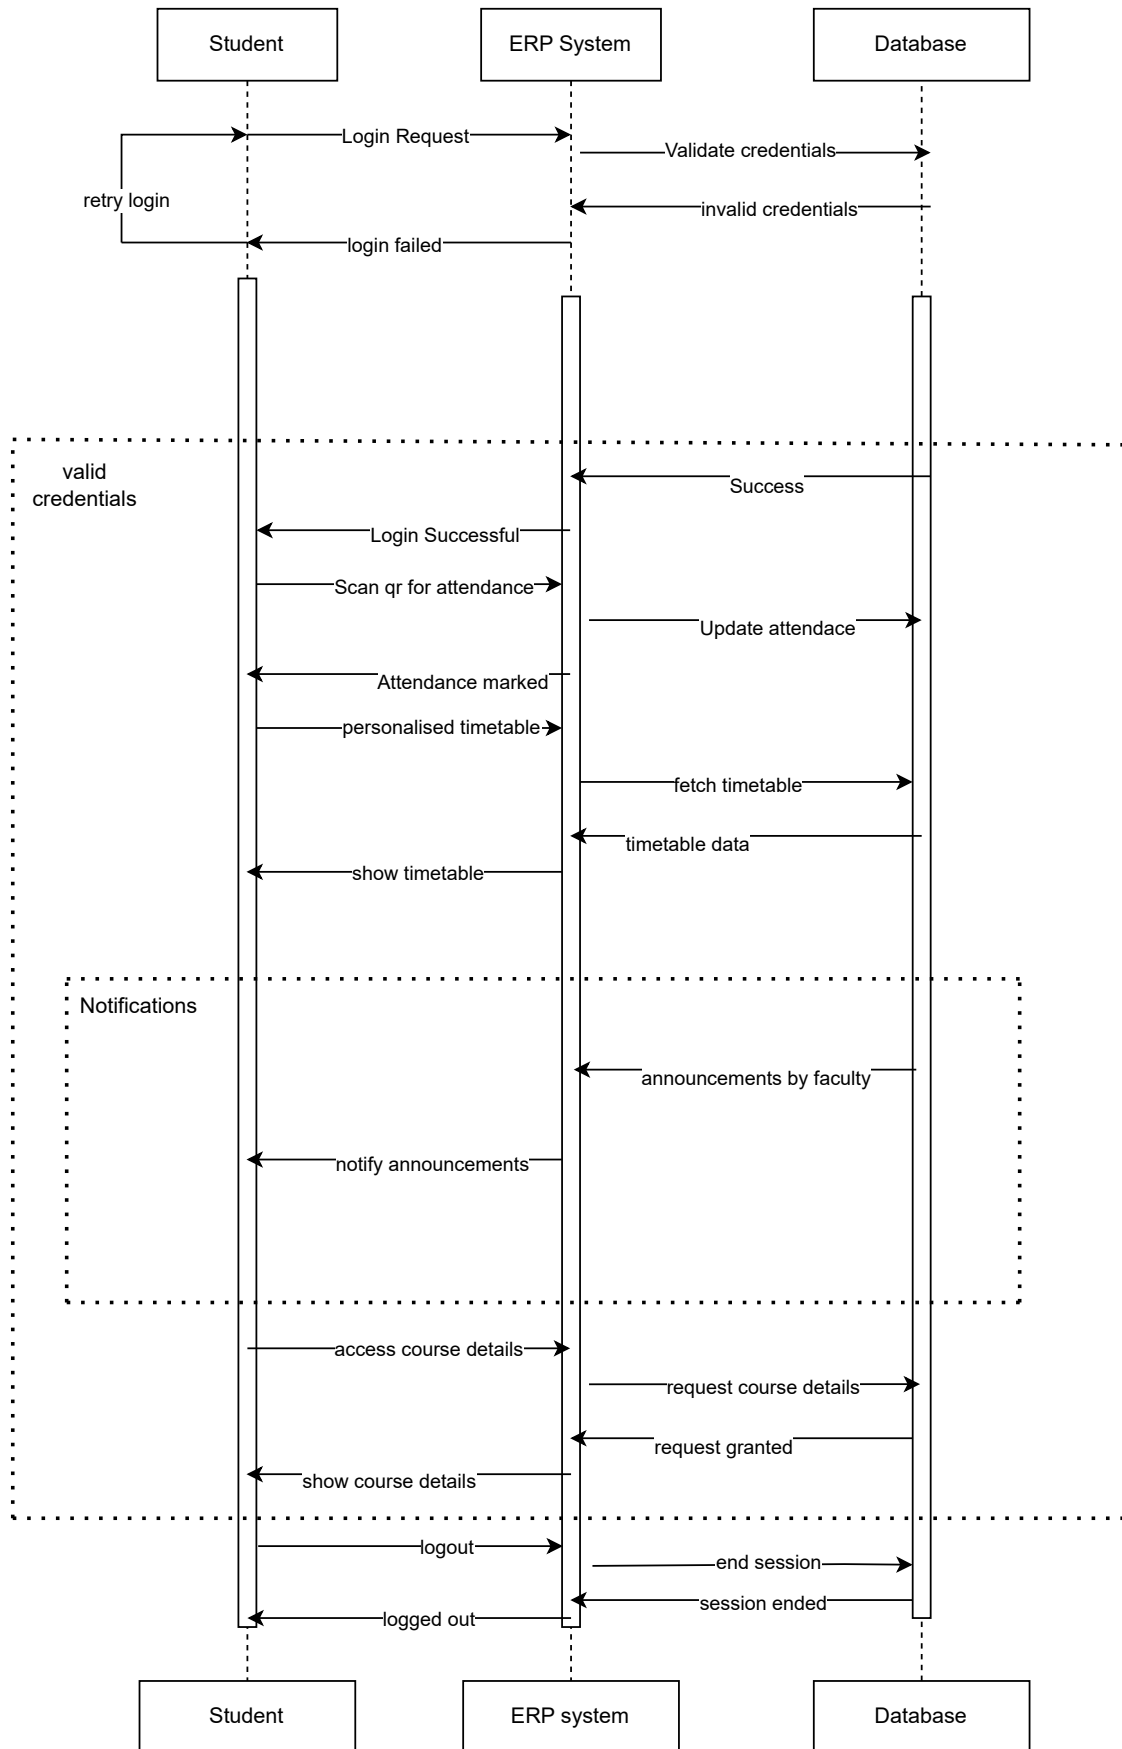 Student
ERP System
Database
Login Request
Validate credentials
retry login
invalid credentials
login failed
valid
credentials
Success
Login Successful
Scan qr for attendance
Update attendace
Attendance marked
personalised timetable
fetch timetable
timetable data
show timetable
Notifications
announcements by faculty
notify announcements
access course details
request course details
request granted
show course details
logout
end session
session ended
logged out
Student
ERP system
Database